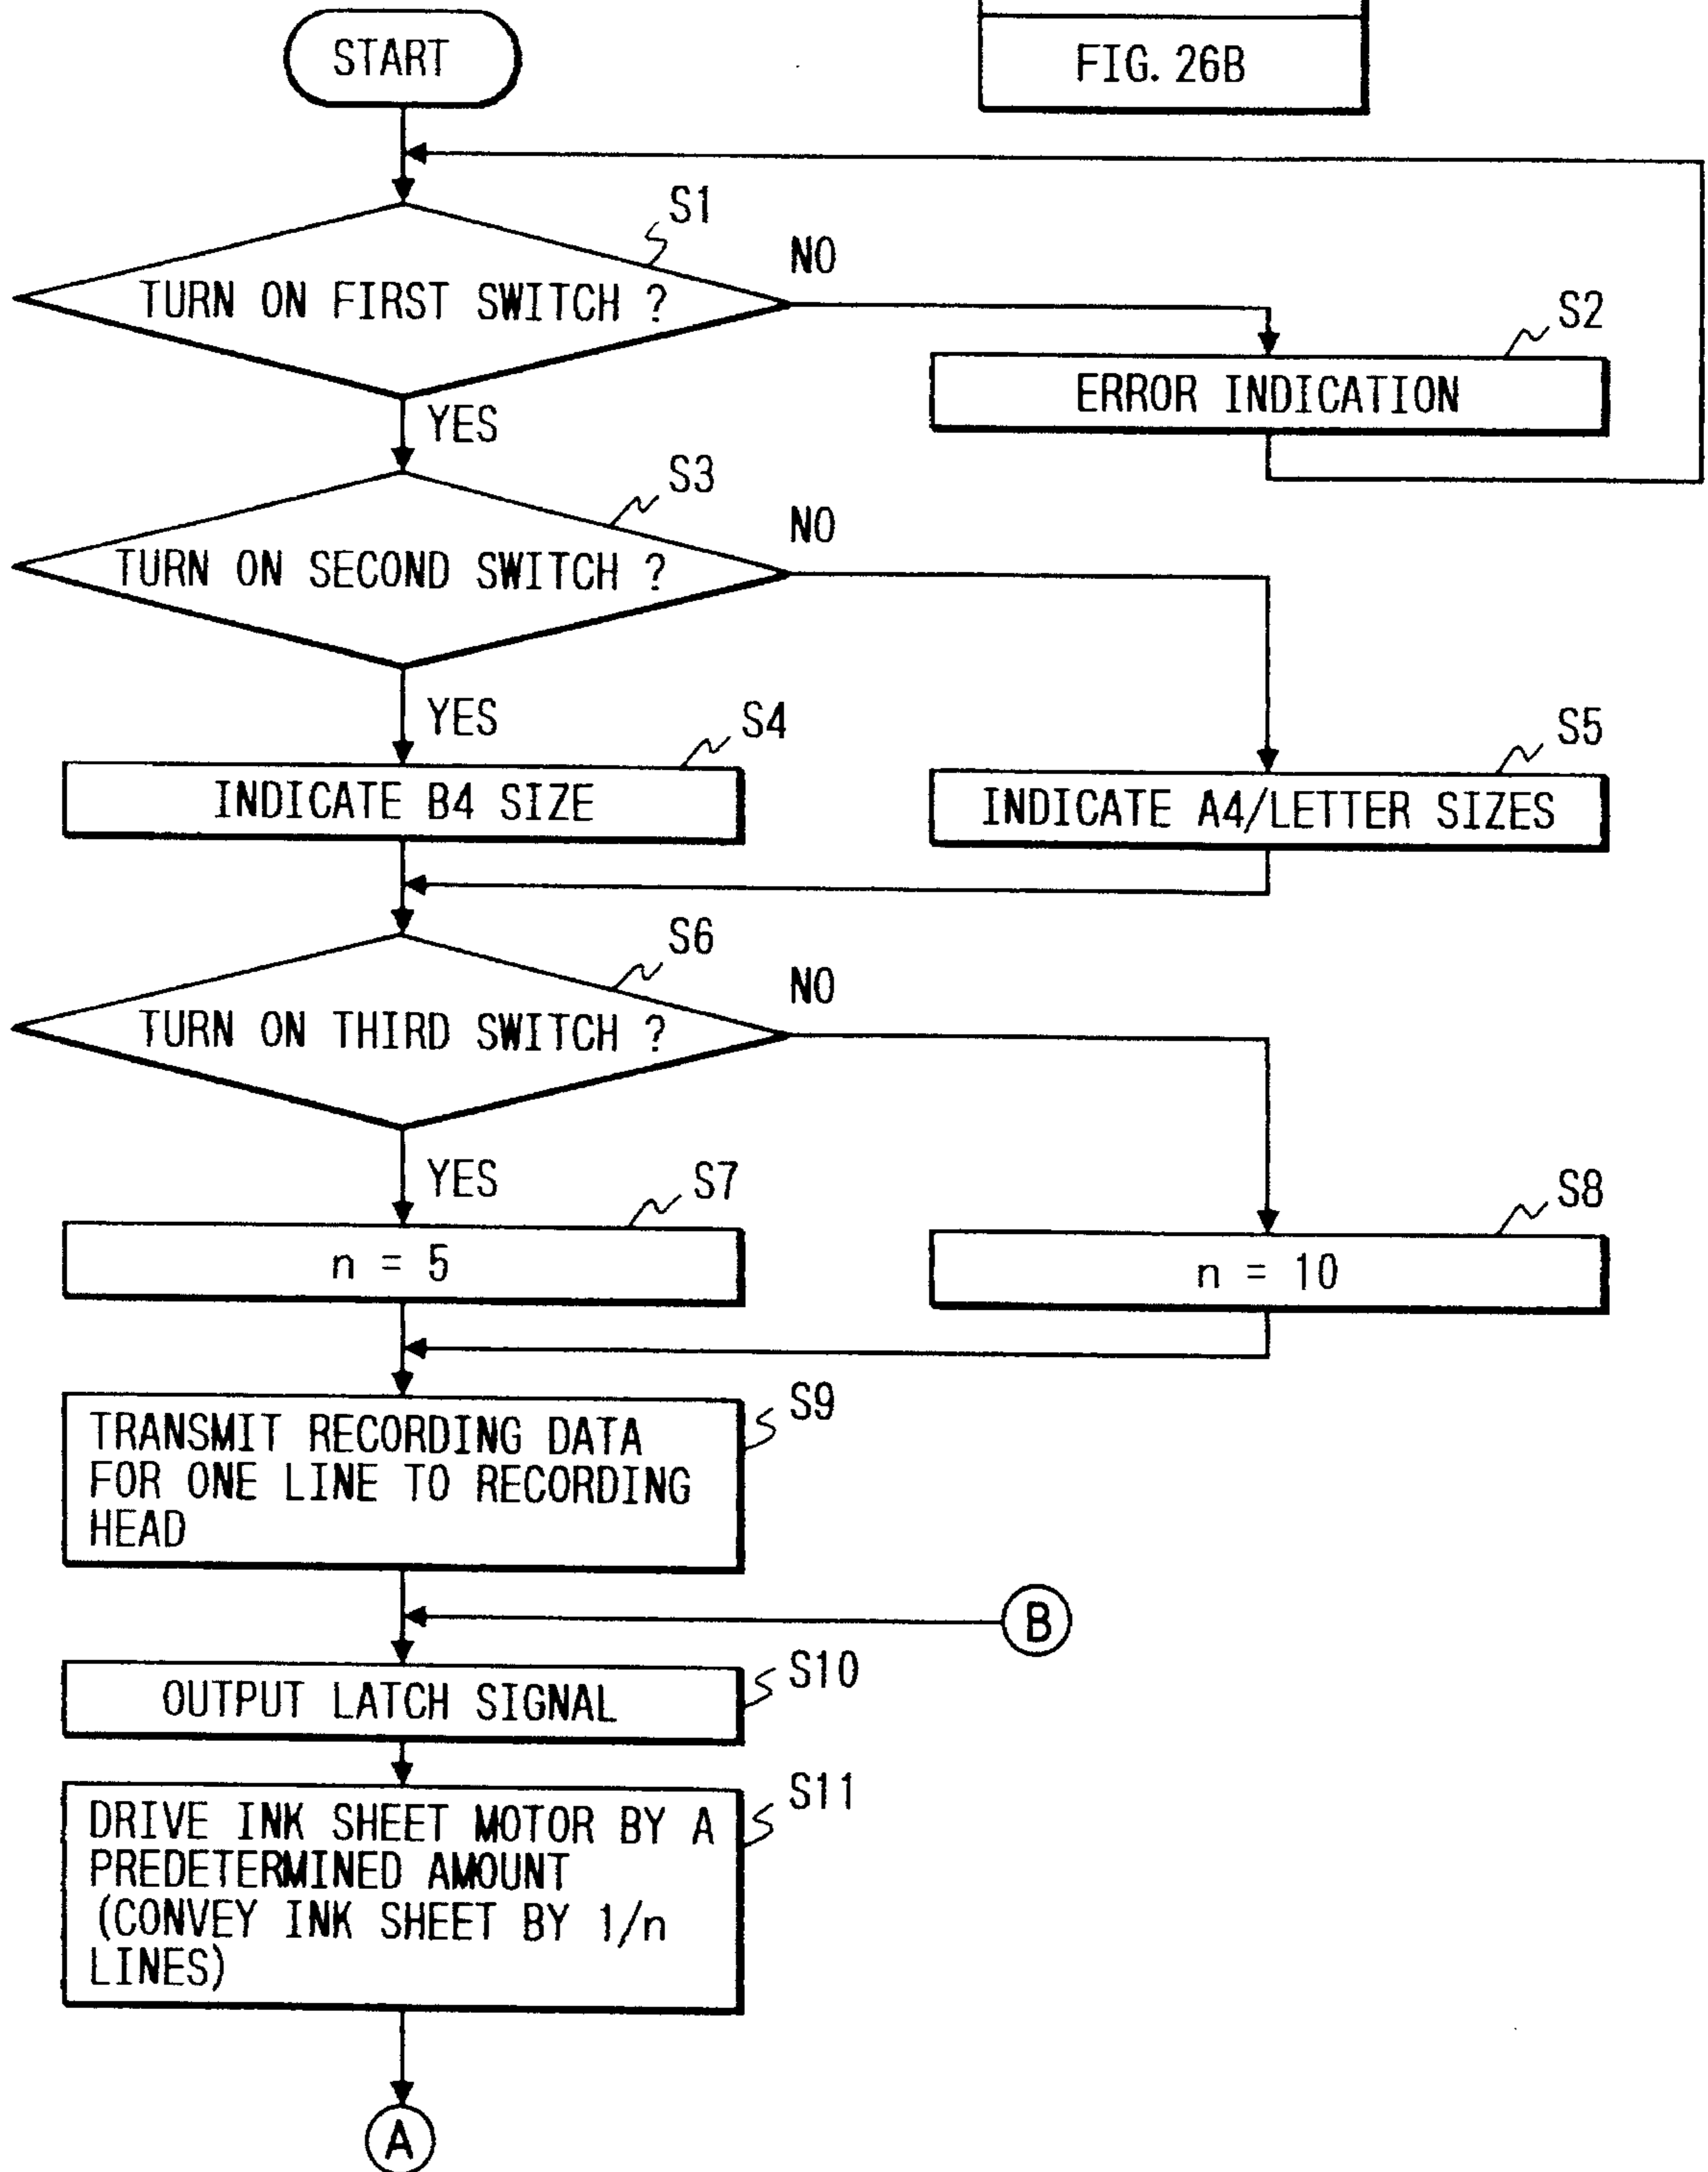 FIG. 26B
START
S1
NO
TURN ON FIRST SWITCH ?
S2
ERROR INDICATION
YES
S3
NO
TURN ON SECOND SWITCH ?
YES
S4
S5
INDICATE B4 SIZE
INDICATE A4/LETTER SIZES
S6
NO
TURN ON THIRD SWITCH ?
YES
S7
S8
n = 5
n = 10
S9
TRANSMIT RECORDING DATA
FOR ONE LINE TO RECORDING
HEAD
B
S10
OUTPUT LATCH SIGNAL
S11
DRIVE INK SHEET MOTOR BY A
PREDETERMINED AMOUNT
(CONVEY INK SHEET BY 1/n
LINES)
A